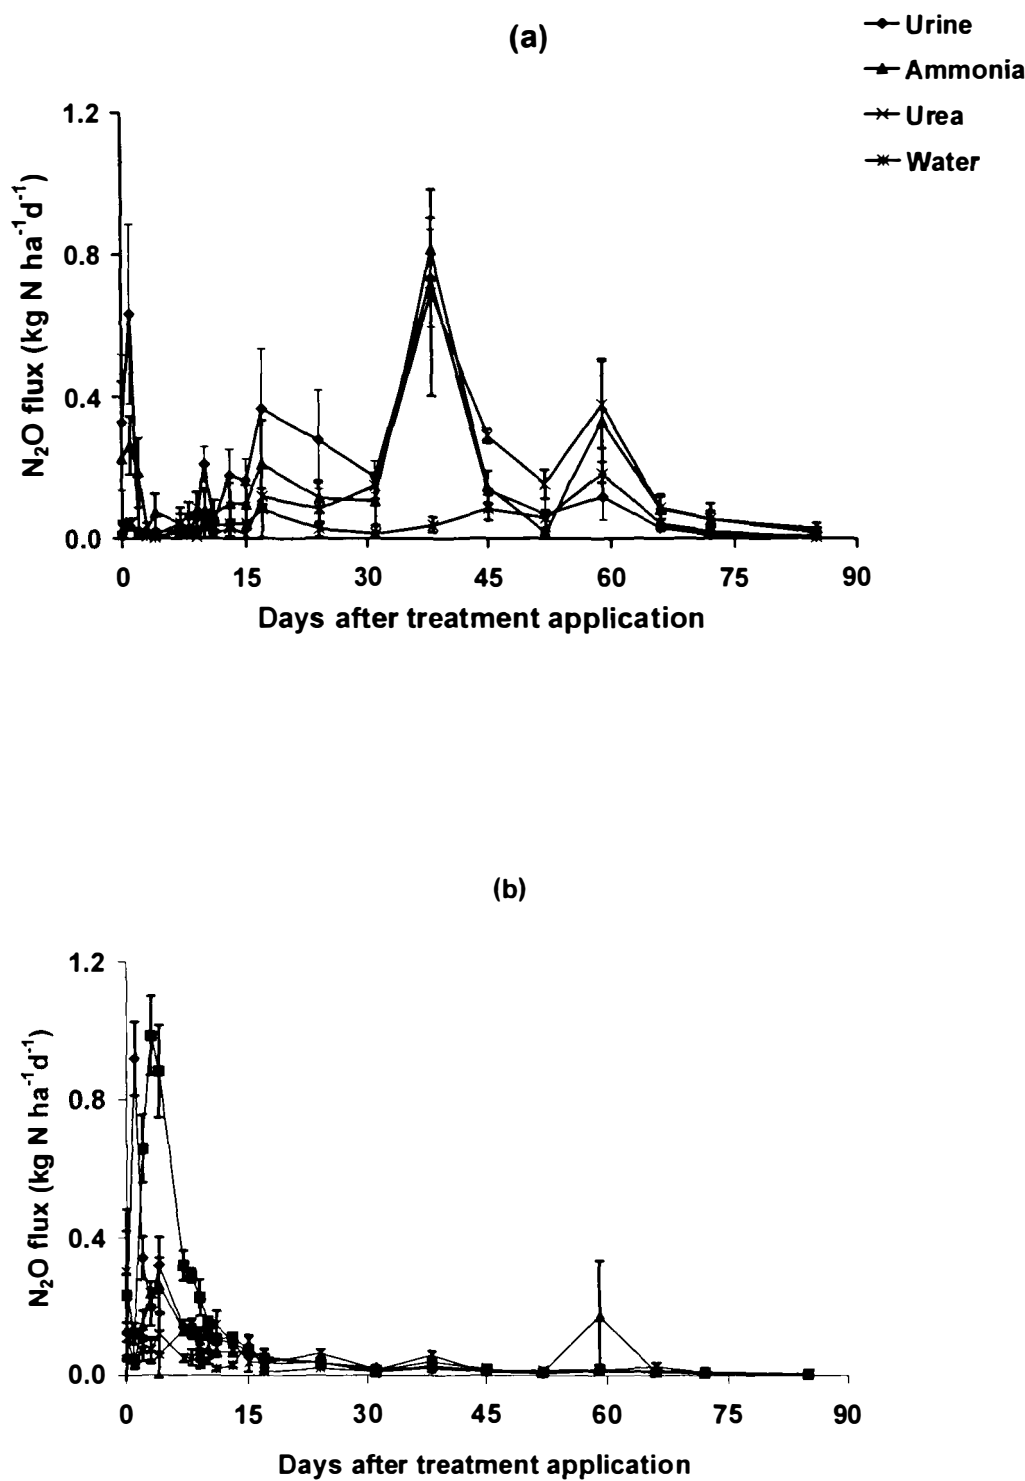 (a)
Urine
Ammonia
Urea
Water
1.2
0.8
0.4
0.0
N₂O flux (kg N ha⁻¹d⁻¹)
0 15 30 45 60 75 90
Days after treatment application
(b)
1.2
0.8
0.4
0.0
N₂O flux (kg N ha⁻¹d⁻¹)
0 15 30 45 60 75 90
Days after treatment application